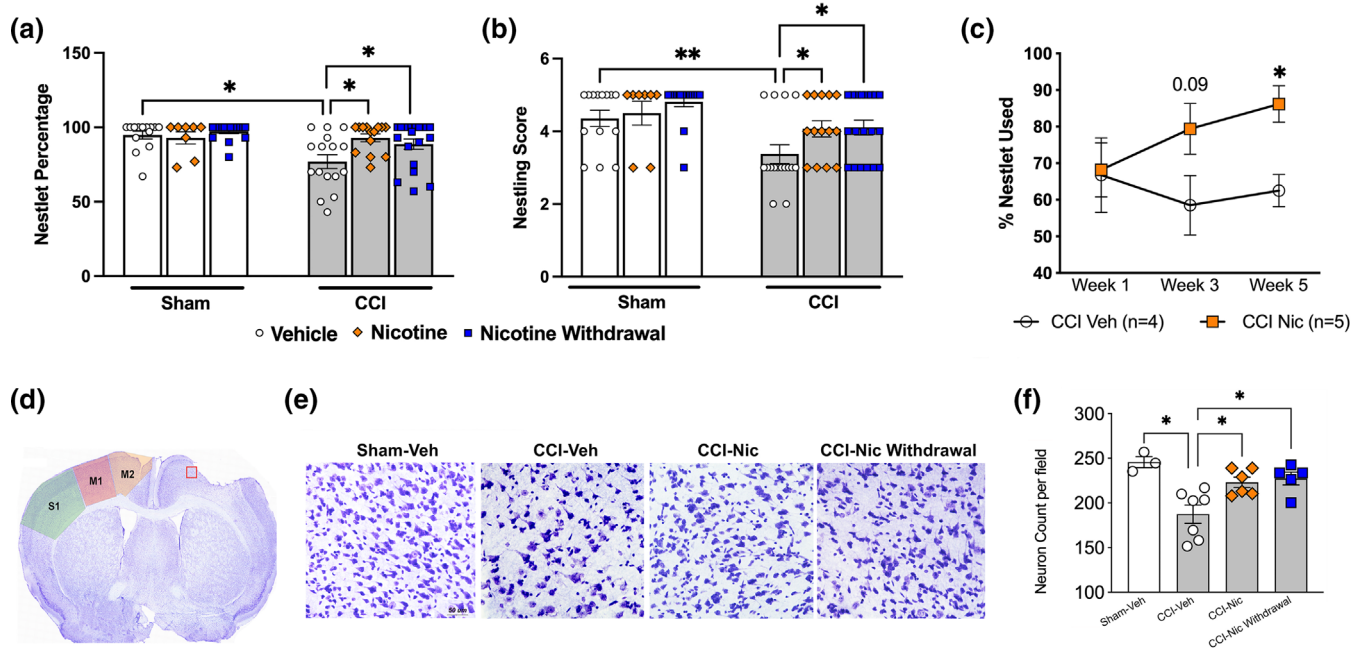 (a)
Nestlet Percentage
150
100
50
0
*
*
*
Sham
CCI
(b)
Nestling Score
6
4
2
0
**
*
*
Sham
CCI
Vehicle
Nicotine
Nicotine Withdrawal
(c)
% Nestlet Used
100
90
80
70
60
50
40
0.09
*
Week 1
Week 3
Week 5
CCI Veh (n=4)
CCI Nic (n=5)
(d)
S1
M1
M2
(e)
Sham-Veh
CCI-Veh
CCI-Nic
CCI-Nic Withdrawal
(f)
Neuron Count per field
300
250
200
150
100
*
*
*
Sham-Veh
CCI-Veh
CCI-Nic
CCI-Nic Withdrawal